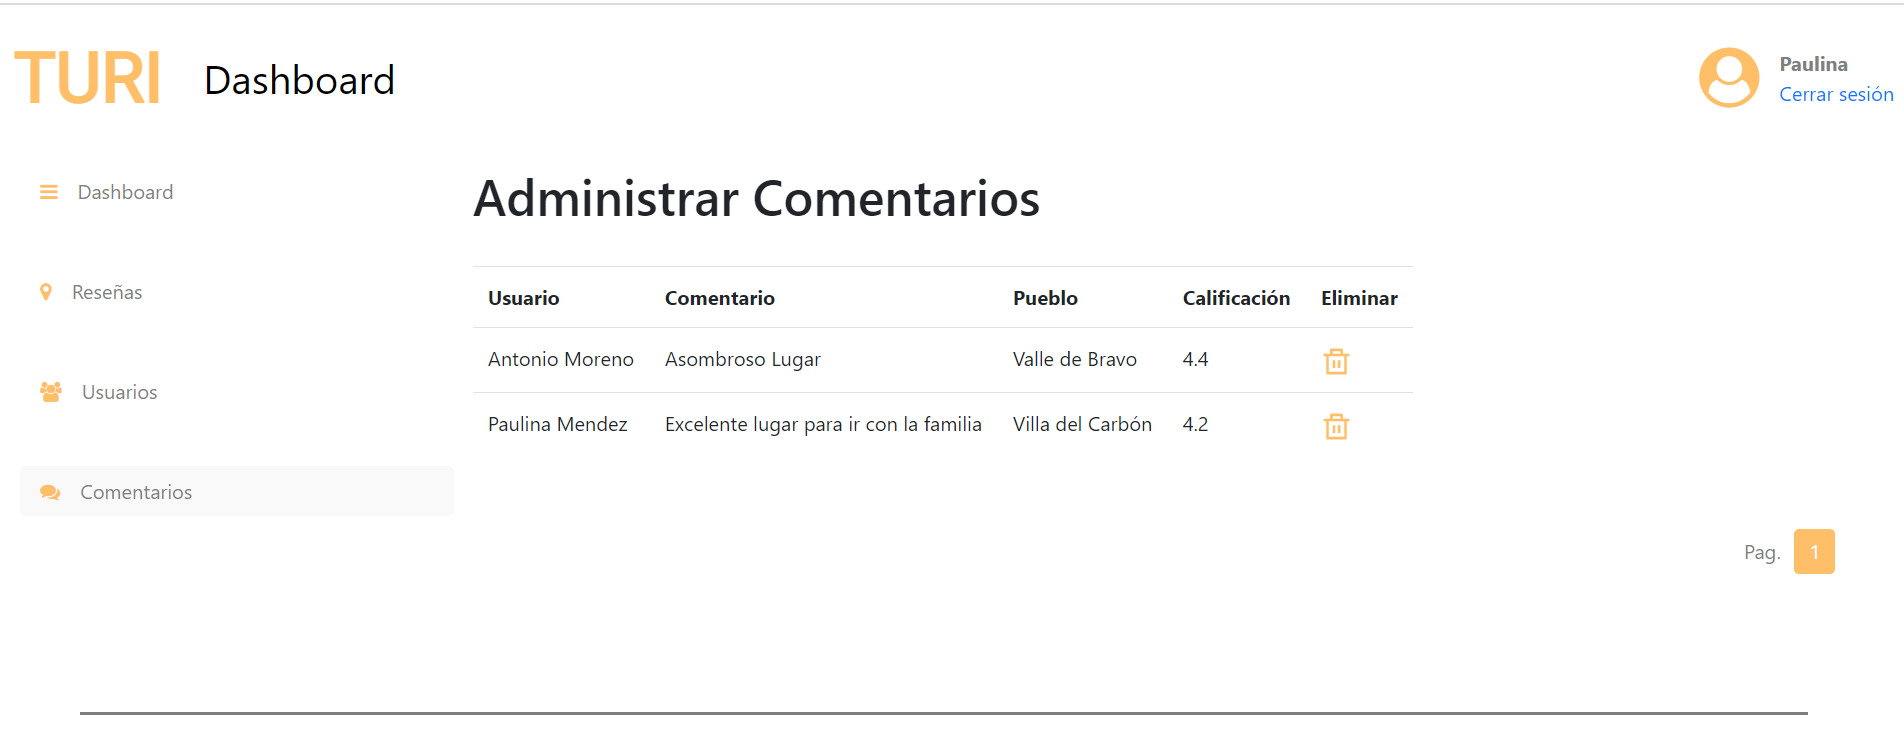 TURI Dashboard
Paulina
Cerrar sesión
Dashboard
Reseñas
Usuarios
Comentarios
Administrar Comentarios
Usuario Comentario Pueblo Calificación Eliminar
Antonio Moreno Asombroso Lugar Valle de Bravo 4.4
Paulina Mendez Excelente lugar para ir con la familia Villa del Carbón 4.2
Pag. 1